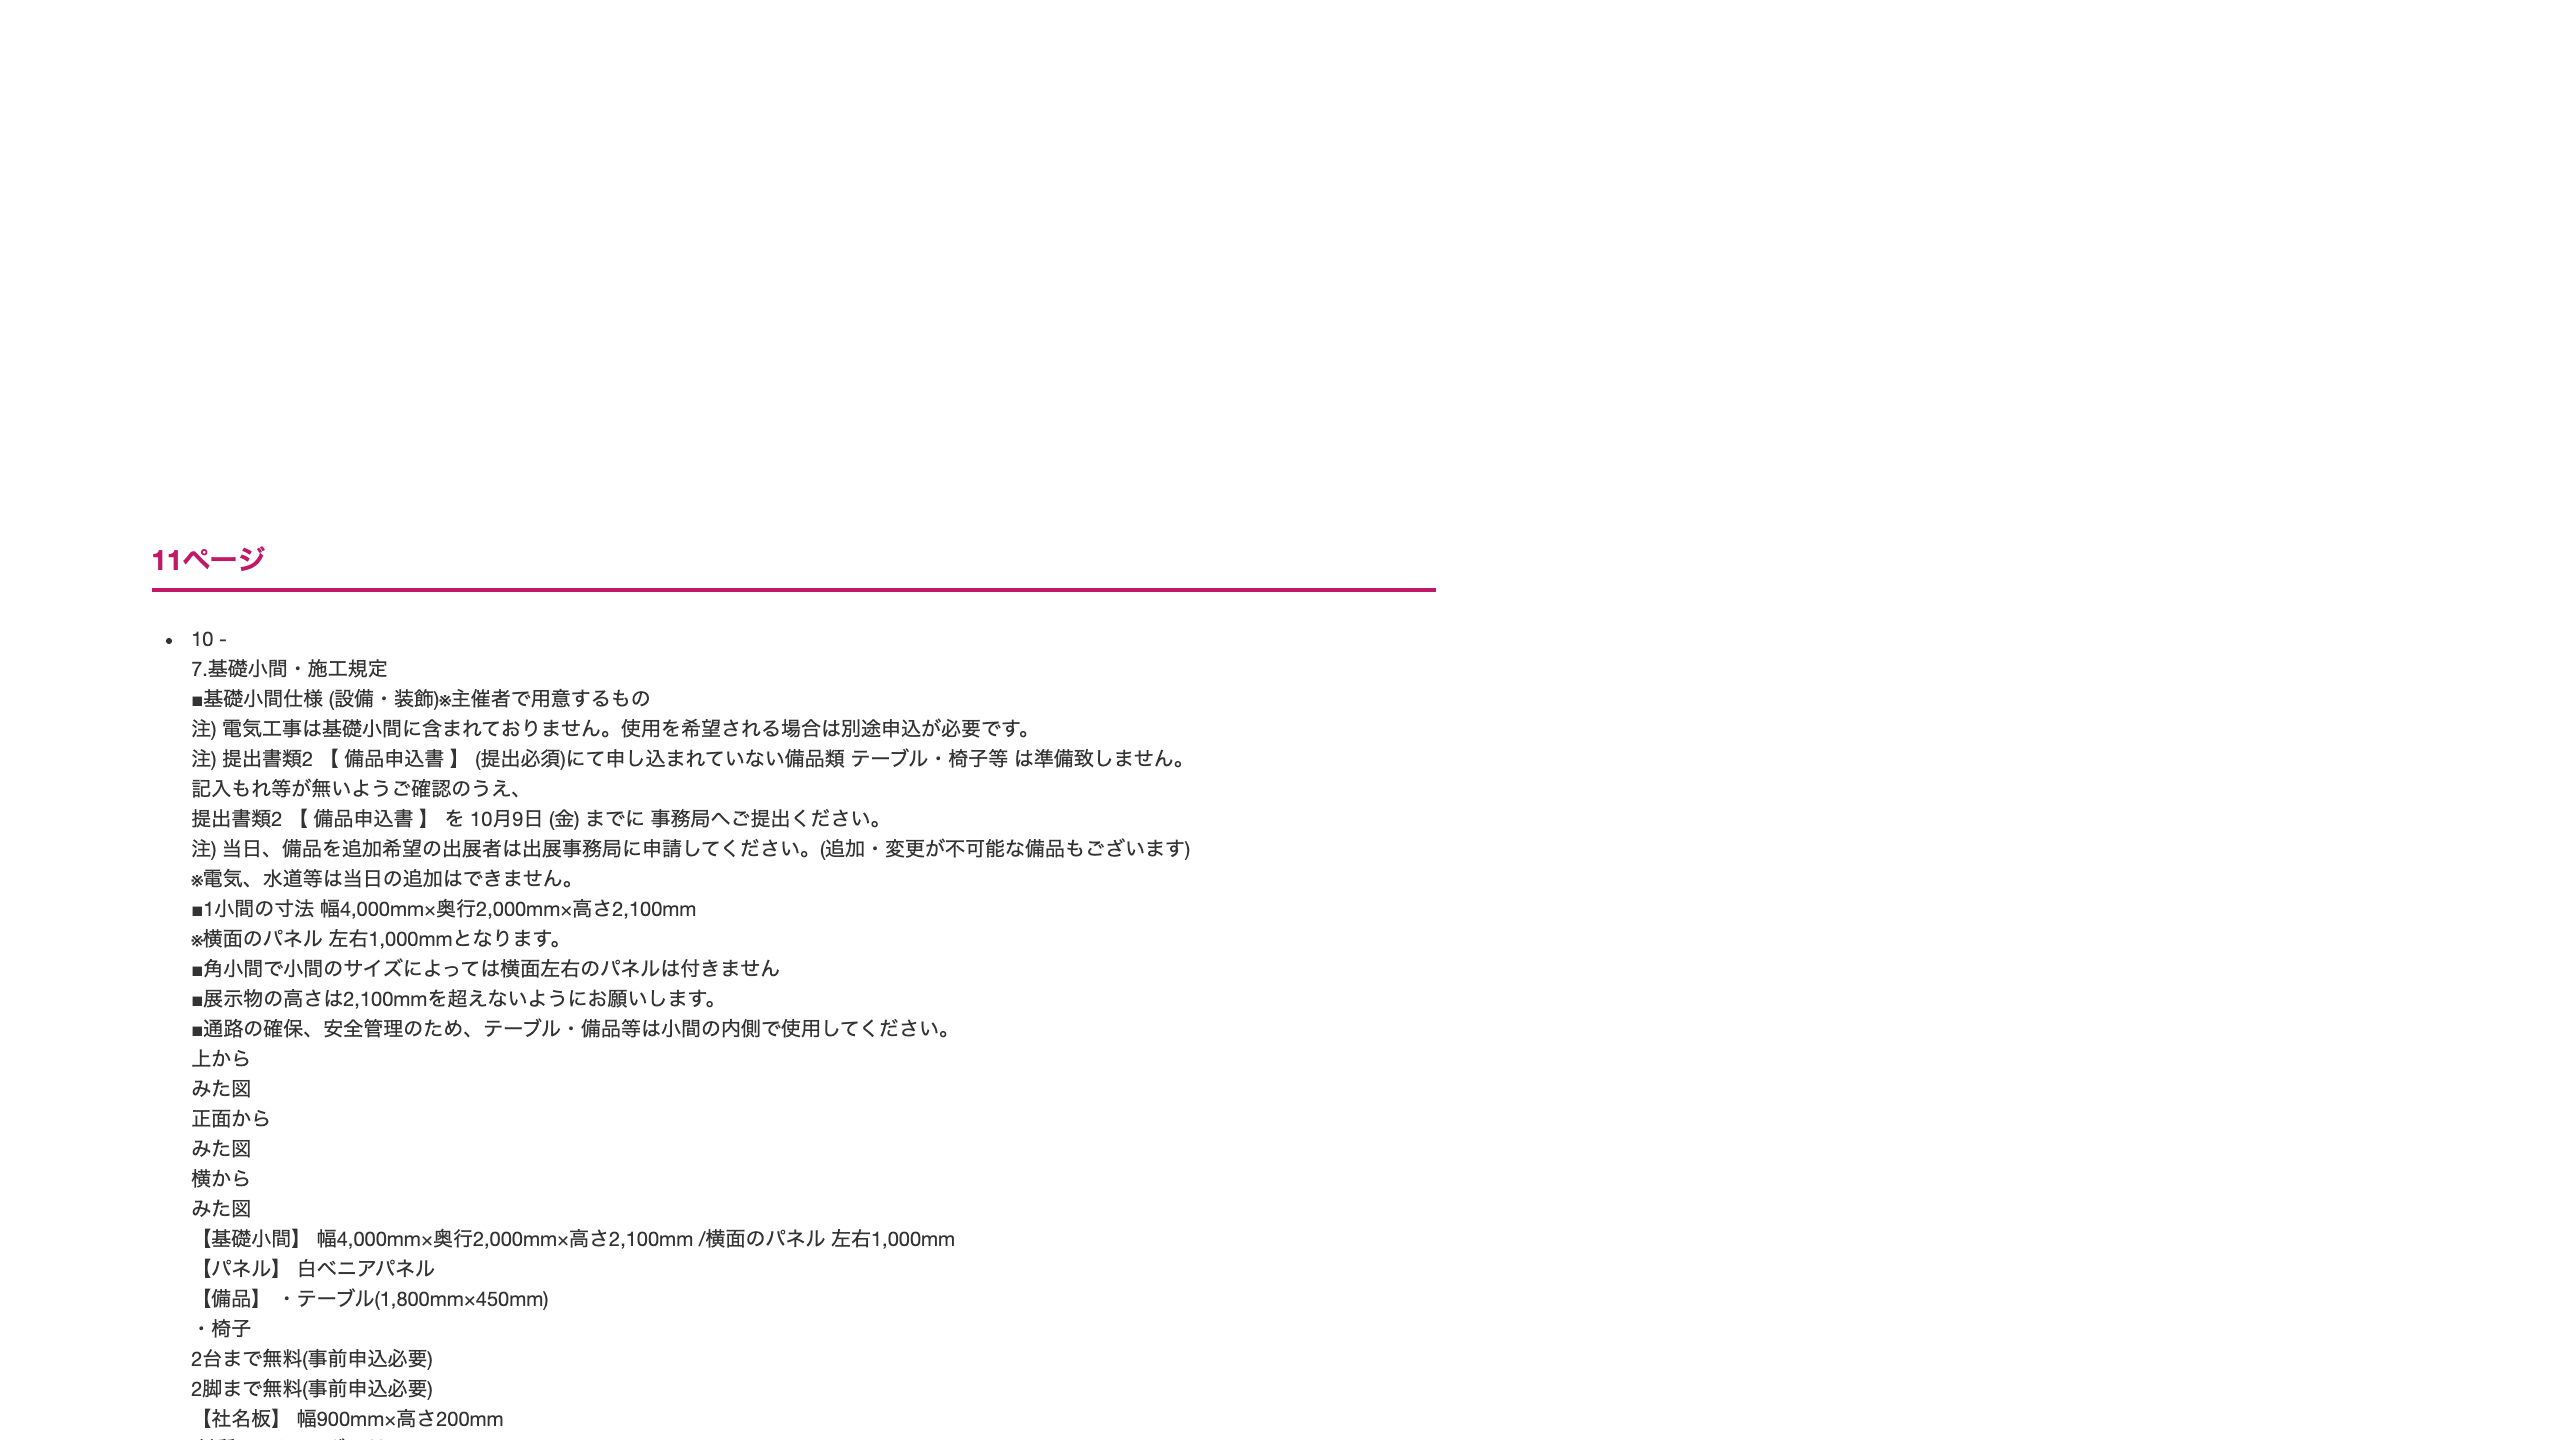 11ページ
• 10 -
7.基礎小間・施工規定
■基礎小間仕様 (設備・装飾)※主催者で用意するもの
注) 電気工事は基礎小間に含まれておりません。使用を希望される場合は別途申込が必要です。
注) 提出書類2 【 備品申込書 】 (提出必須)にて申し込まれていない備品類 テーブル・椅子等 は準備致しません。
記入もれ等が無いようご確認のうえ、
提出書類2 【 備品申込書 】 を 10月9日 (金) までに 事務局へご提出ください。
注) 当日、備品を追加希望の出展者は出展事務局に申請してください。(追加・変更が不可能な備品もございます)
※電気、水道等は当日の追加はできません。
■1小間の寸法 幅4,000mm×奥行2,000mm×高さ2,100mm
※横面のパネル 左右1,000mmとなります。
■角小間で小間のサイズによっては横面左右のパネルは付きません
■展示物の高さは2,100mmを超えないようにお願いします。
■通路の確保、安全管理のため、テーブル・備品等は小間の内側で使用してください。
上から
みた図
正面から
みた図
横から
みた図
【基礎小間】 幅4,000mm×奥行2,000mm×高さ2,100mm /横面のパネル 左右1,000mm
【パネル】 白ベニアパネル
【備品】 ・テーブル(1,800mm×450mm)
・椅子
2台まで無料(事前申込必要)
2脚まで無料(事前申込必要)
【社名板】 幅900mm×高さ200mm